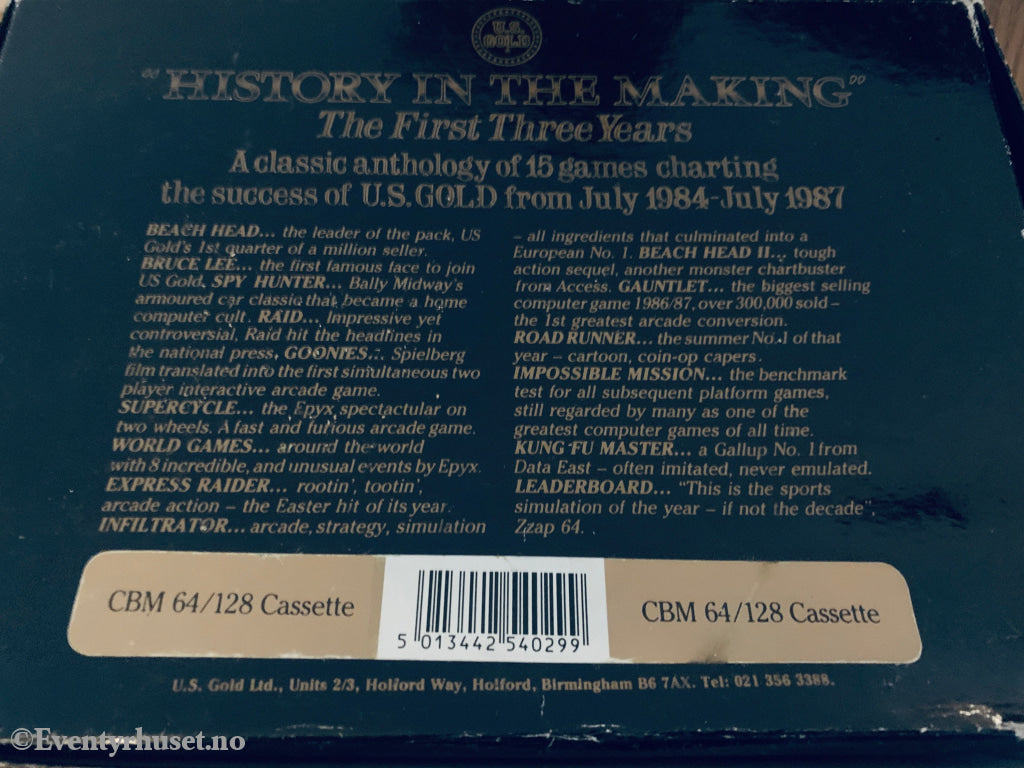 U.S.
GOLD
"HISTORY IN THE MAKING"
The First Three Years
A classic anthology of 15 games charting
the success of U.S.GOLD from July 1984-July 1987
BEACH HEAD... the leader of the pack, US
Gold's 1st quarter of a million seller.
BRUCE LEE... the first famous face to join
US Gold. SPY HUNTER... Bally Midway's
armoured car classic that became a home
computer cult. RAID... Impressive yet
controversial, Raid hit the headlines in
the national press. GOONIES... Spielberg
film translated into the first simultaneous two
player interactive arcade game.
SUPERCYCLE... the Epyx spectactular on
two wheels. A fast and furious arcade game.
WORLD GAMES... around the world
with 8 incredible, and unusual events by Epyx.
EXPRESS RAIDER... rootin', tootin',
arcade action – the Easter hit of its year.
INFILTRATOR... arcade, strategy, simulation
– all ingredients that culminated into a
European No. 1. BEACH HEAD II... tough
action sequel, another monster chartbuster
from Access. GAUNTLET... the biggest selling
computer game 1986/87, over 300,000 sold –
the 1st greatest arcade conversion.
ROAD RUNNER... the summer No.1 of that
year – cartoon, coin-op capers.
IMPOSSIBLE MISSION... the benchmark
test for all subsequent platform games,
still regarded by many as one of the
greatest computer games of all time.
KUNG FU MASTER... a Gallup No. 1 from
Data East – often imitated, never emulated.
LEADERBOARD... "This is the sports
simulation of the year – if not the decade",
Zzap 64.
CBM 64/128 Cassette
5 013442 540299
CBM 64/128 Cassette
U.S. Gold Ltd., Units 2/3, Holford Way, Holford, Birmingham B6 7AX. Tel: 021 356 3388.
©Eventyrhuset.no